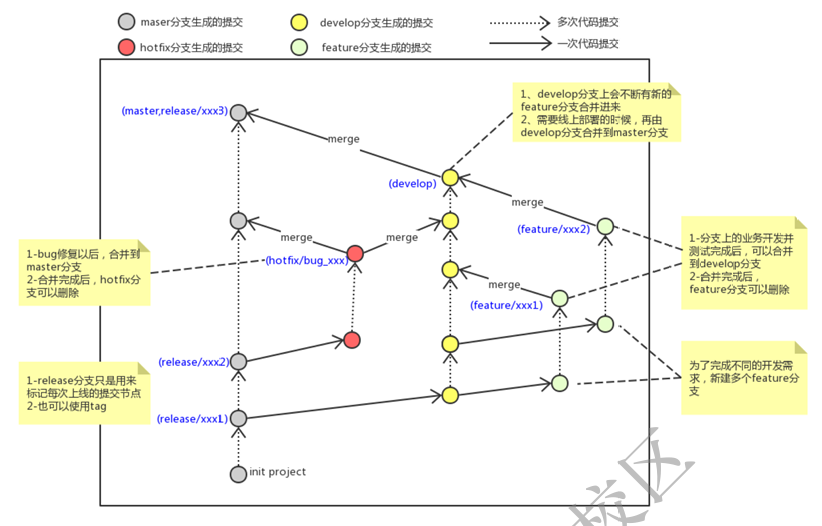 maser分支生成的提交
develop分支生成的提交
多次代码提交
hotfix分支生成的提交
feature分支生成的提交
一次代码提交
1、develop分支上会不断有新的
feature分支合并进来
2、需要线上部署的时候，再由
develop分支合并到master分支
(master,release/xxx3)
merge
(develop)
merge
(feature/xxx2)
1-分支上的业务开发并
测试完成后，可以合并
到develop分支
2-合并完成后，
feature分支可以删除
merge
merge
1-bug修复以后，合并到
master分支
2-合并完成后，hotfix分
支可以删除
(hotfix/bug_xxx)
merge
(feature/xxx1)
(release/xxx2)
为了完成不同的开发需
求，新建多个feature分
支
1-release分支只是用来
标记每次上线的提交节点
2-也可以使用tag
(release/xxx1)
init project
校区